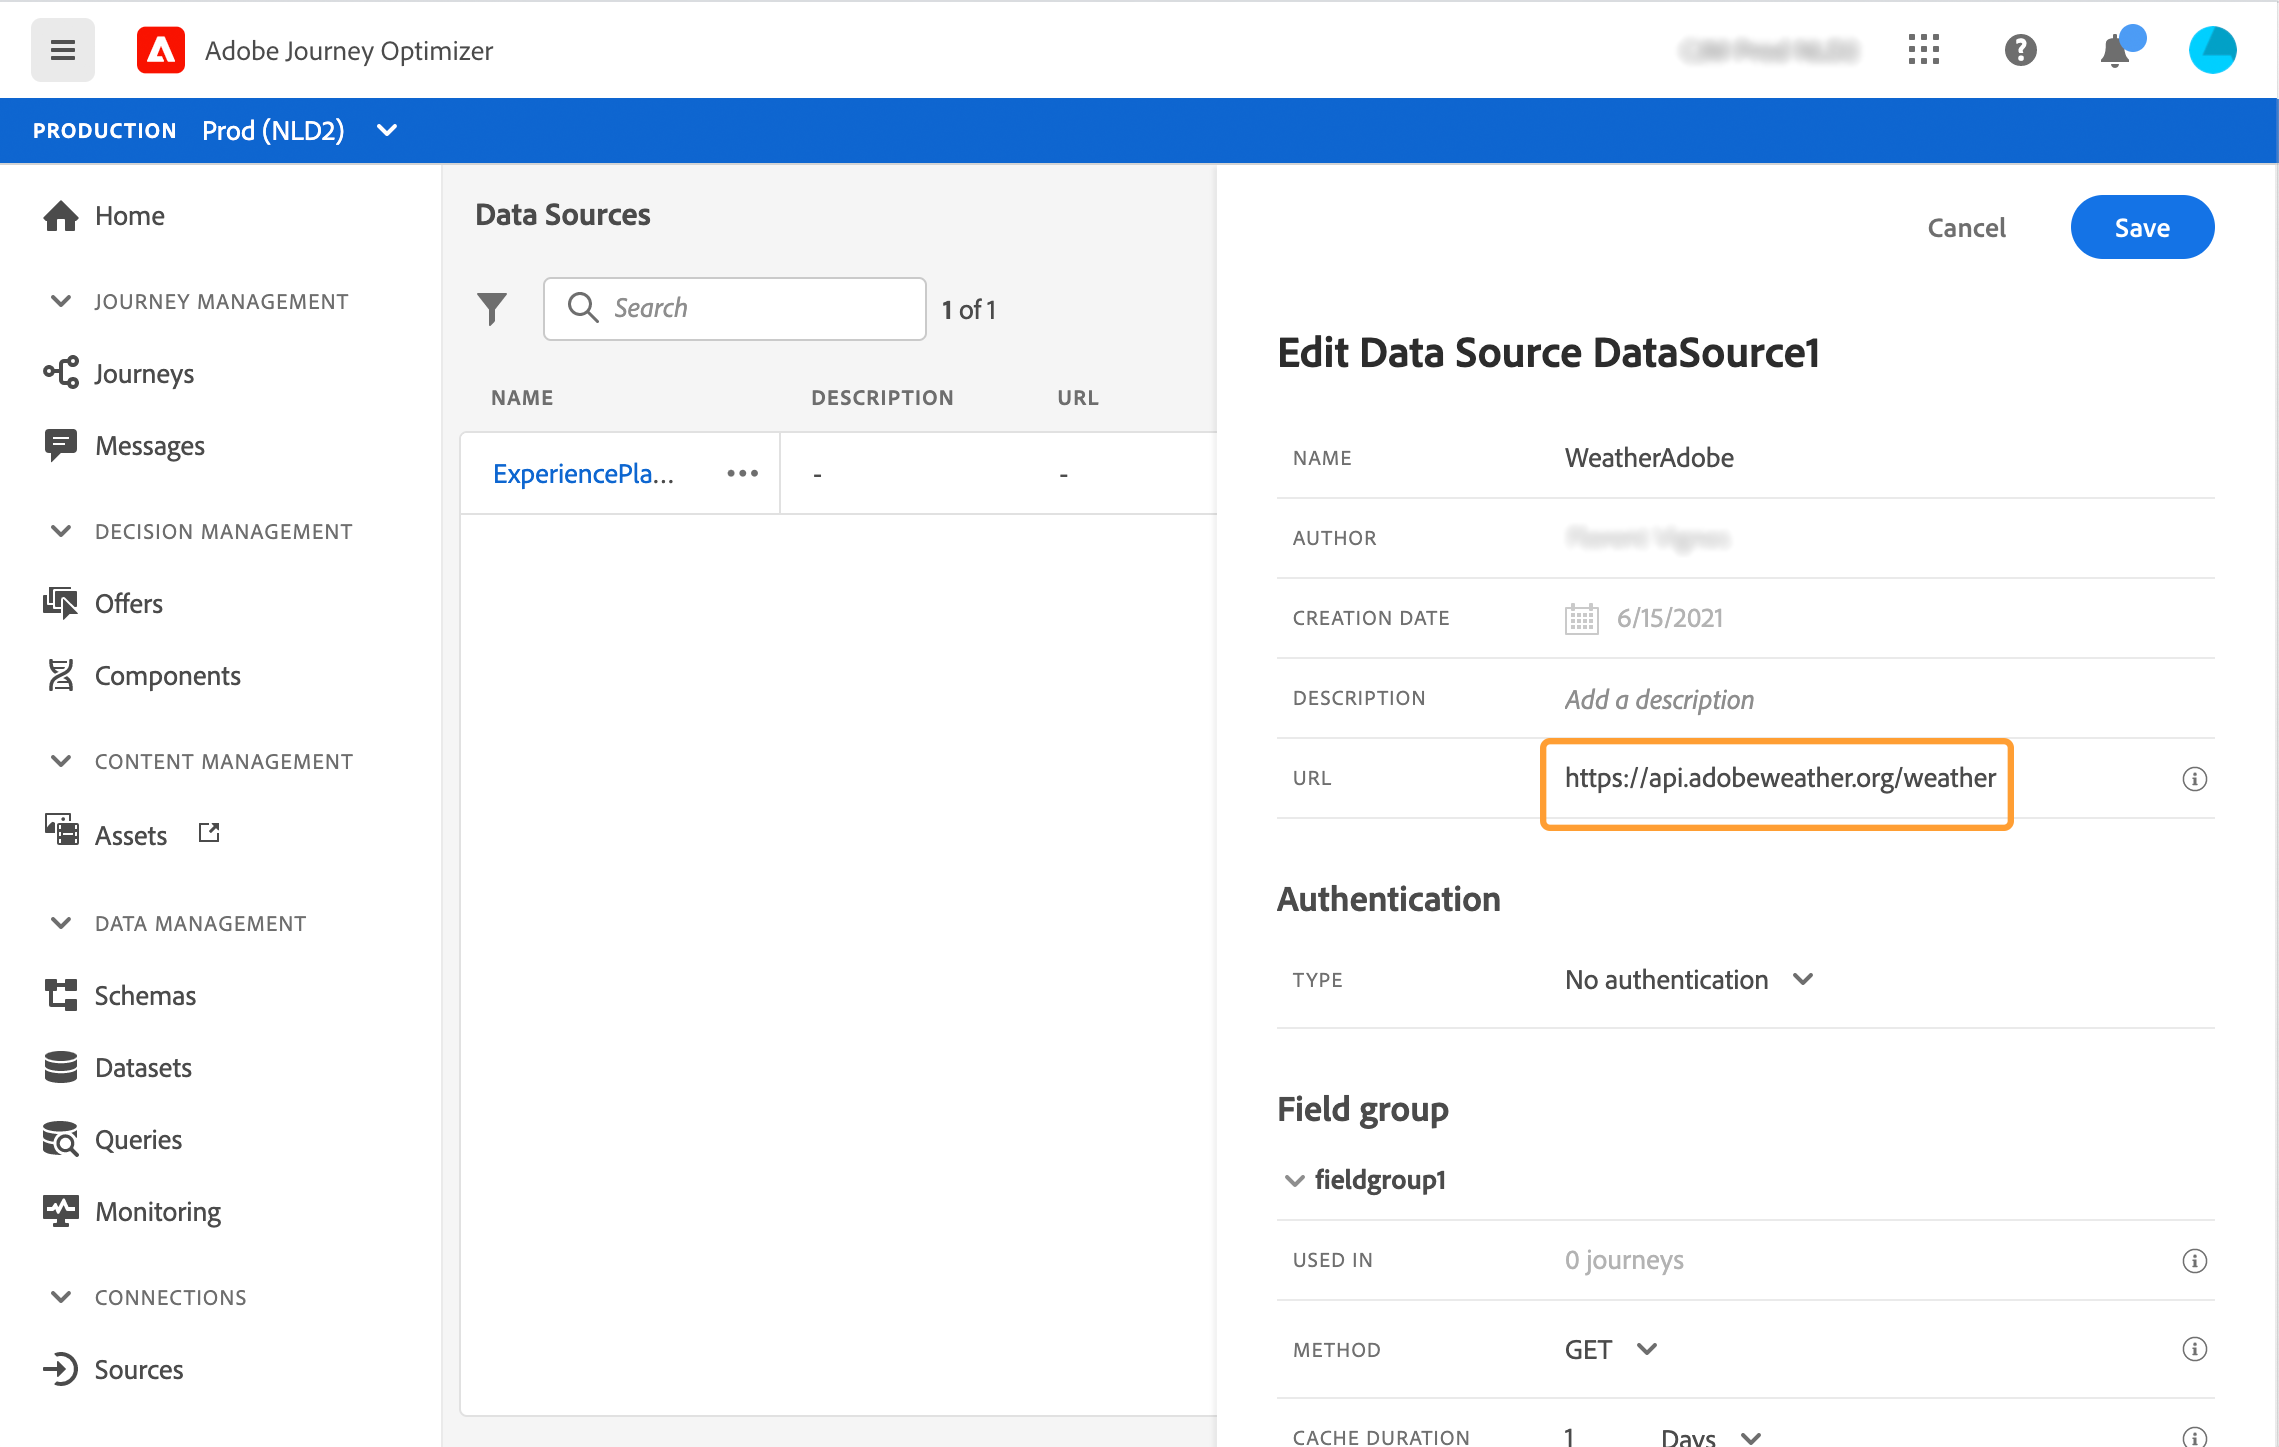 Adobe Journey Optimizer
PRODUCTION Prod (NLD2)
Home
JOURNEY MANAGEMENT
Journeys
Messages
DECISION MANAGEMENT
Offers
Components
CONTENT MANAGEMENT
Assets
DATA MANAGEMENT
Schemas
Datasets
Queries
Monitoring
CONNECTIONS
Sources
Data Sources
Search
1 of 1
NAME DESCRIPTION URL
ExperiencePla... - -
Cancel Save
Edit Data Source DataSource1
NAME WeatherAdobe
AUTHOR
CREATION DATE 6/15/2021
DESCRIPTION Add a description
URL https://api.adobeweather.org/weather
Authentication
TYPE No authentication
Field group
fieldgroup1
USED IN 0 journeys
METHOD GET
CACHE DURATION 1 Days